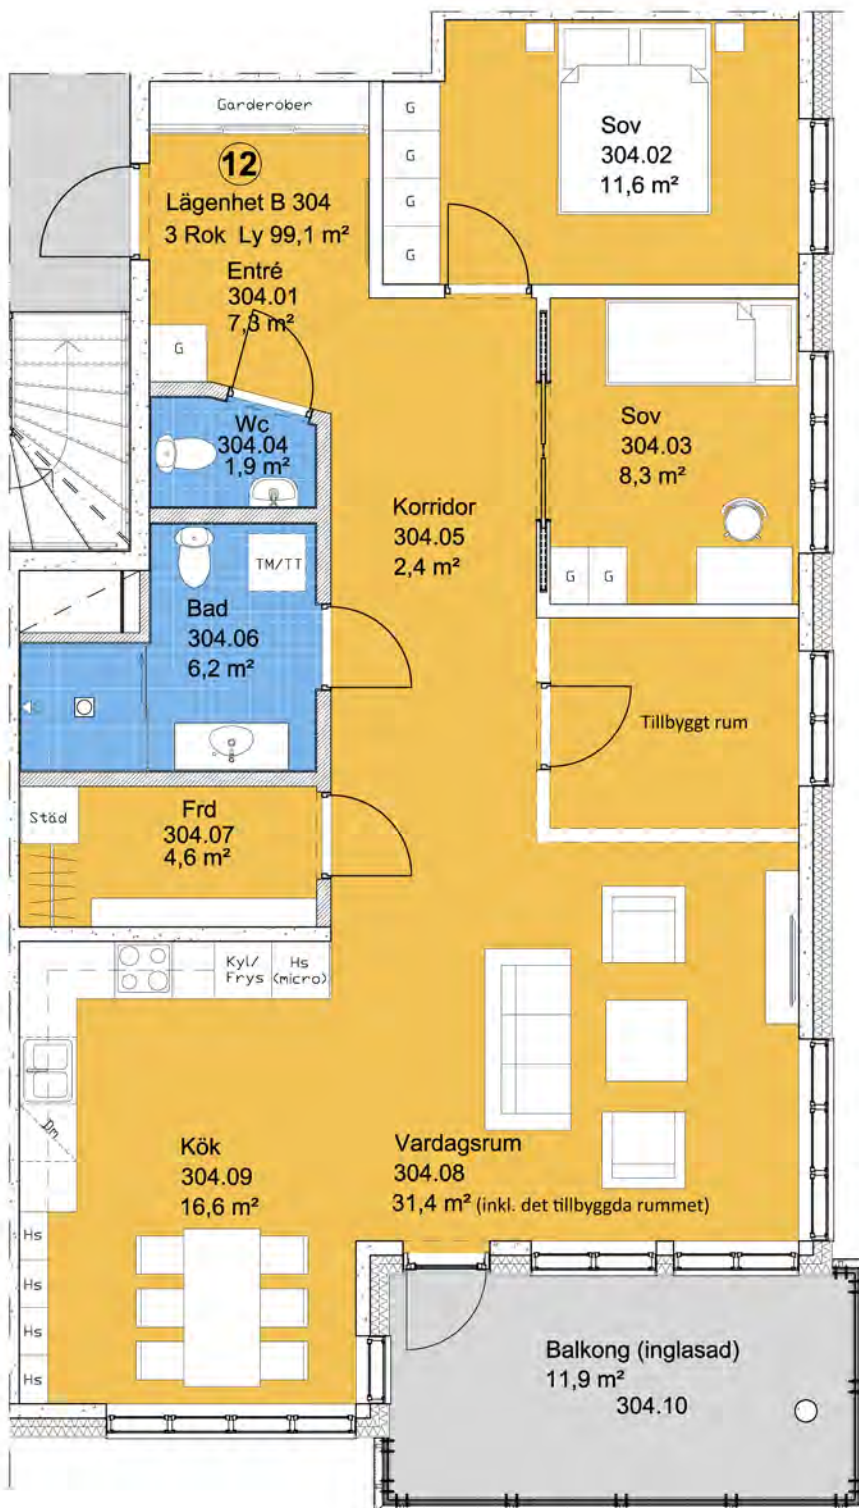 Garderober
G
G
G
G
Sov
304.02
11,6 m²
12
Lägenhet B 304
3 Rok Ly 99,1 m²
Entré
304.01
7,3 m²
G
Wc
304.04
1,9 m²
Sov
304.03
8,3 m²
G G
Korridor
304.05
2,4 m²
TM/TT
Bad
304.06
6,2 m²
Tillbyggt rum
Städ
Frd
304.07
4,6 m²
Kyl/
Frys
Hs
(micro)
Dm
Kök
304.09
16,6 m²
Vardagsrum
304.08
31,4 m² (inkl. det tillbyggda rummet)
Hs
Hs
Hs
Hs
Balkong (inglasad)
11,9 m²
304.10